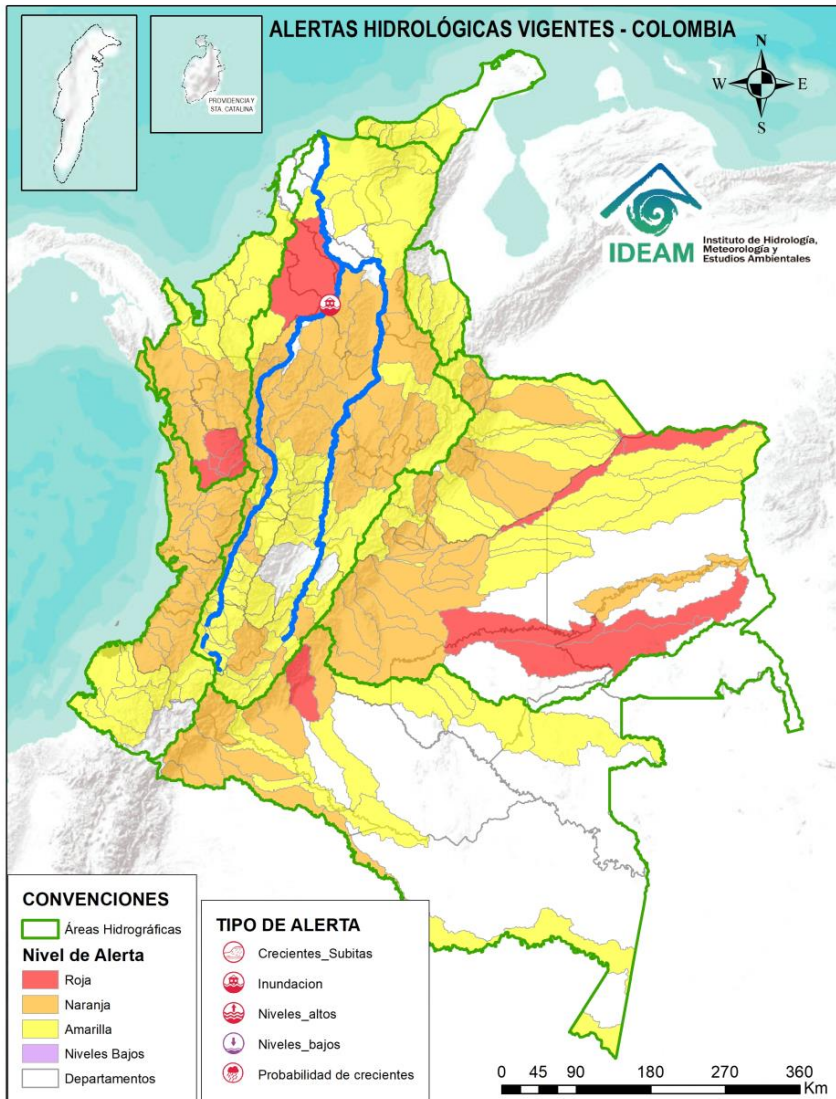 ALERTAS HIDROLÓGICAS VIGENTES - COLOMBIA
PROVIDENCIA Y
STA. CATALINA
N
W
E
S
IDEAM
Instituto de Hidrología,
Meteorología y
Estudios Ambientales
CONVENCIONES
Áreas Hidrográficas
Nivel de Alerta
Roja
Naranja
Amarilla
Niveles Bajos
Departamentos
TIPO DE ALERTA
Crecientes_Subitas
Inundacion
Niveles_altos
Niveles_bajos
Probabilidad de crecientes
0 45 90 180 270 360
Km